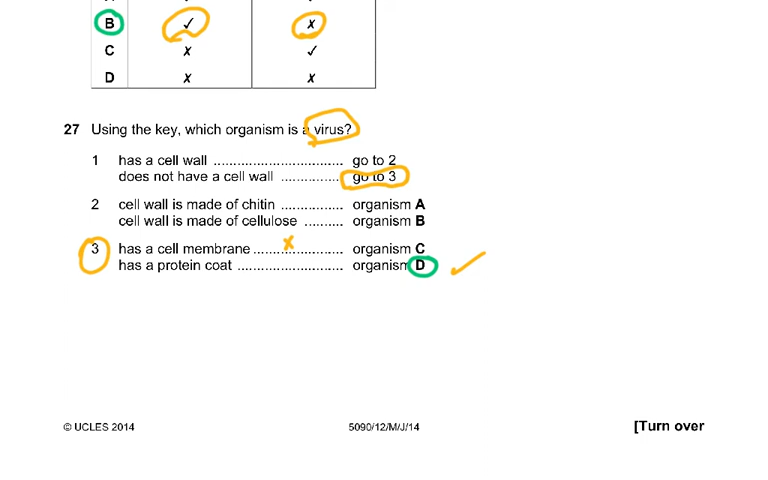 B ✓ ✗
C ✗ ✓
D ✗ ✗
27 Using the key, which organism is a virus?
1 has a cell wall ................................ go to 2
does not have a cell wall .............. go to 3
2 cell wall is made of chitin ............... organism A
cell wall is made of cellulose .......... organism B
3 has a cell membrane ...................... organism C
has a protein coat .......................... organism D
© UCLES 2014 5090/12/M/J/14 [Turn over